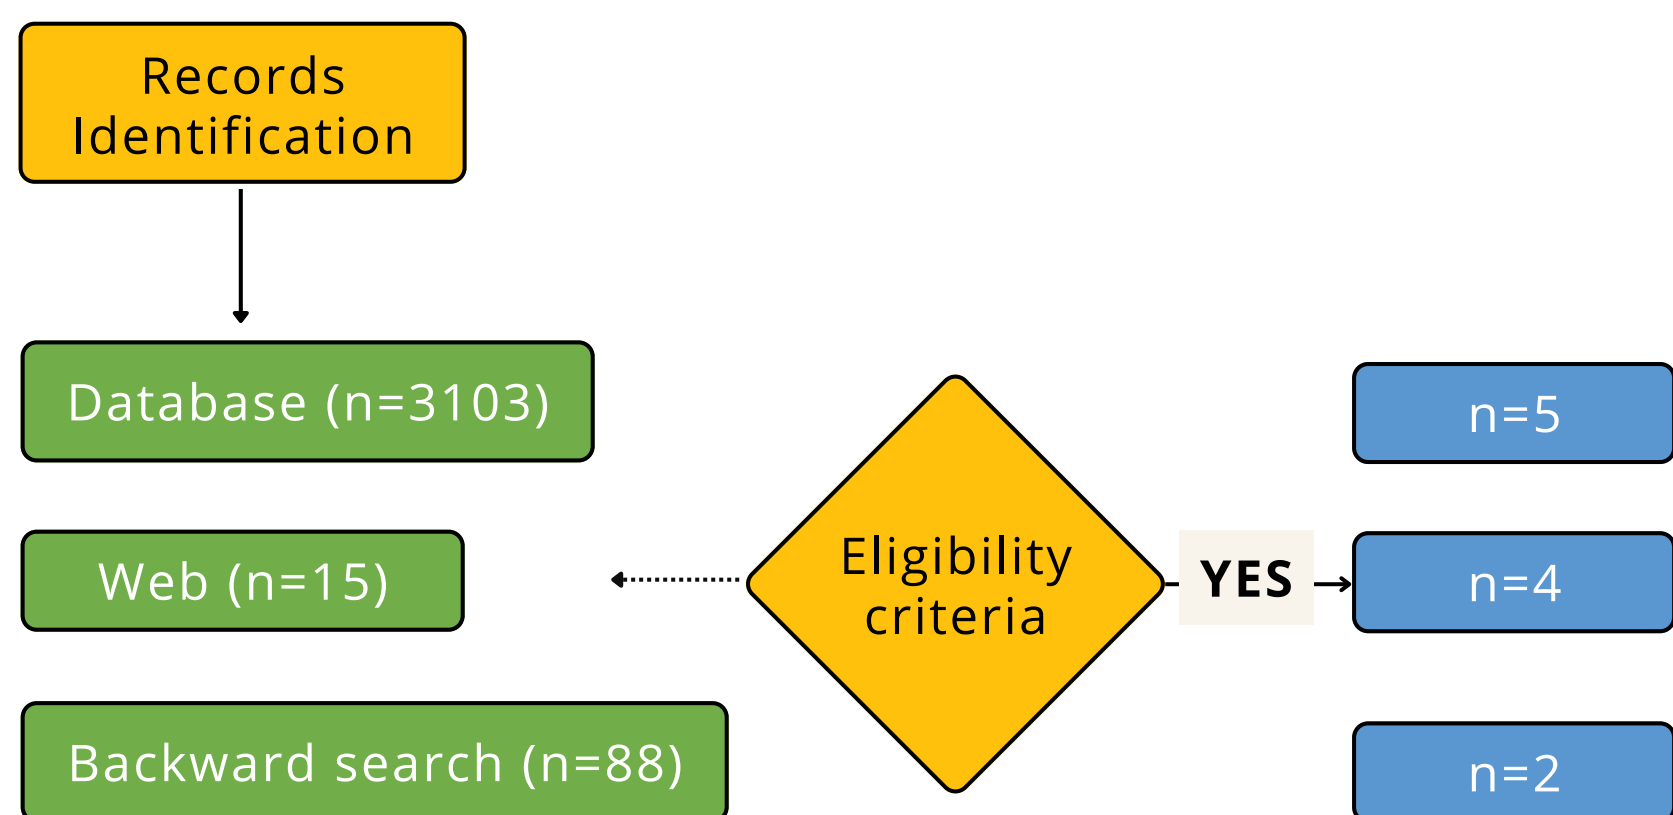 Records
Identification
Database (n=3103)
n=5
Web (n=15)
Eligibility
criteria
YES
n=4
Backward search (n=88)
n=2